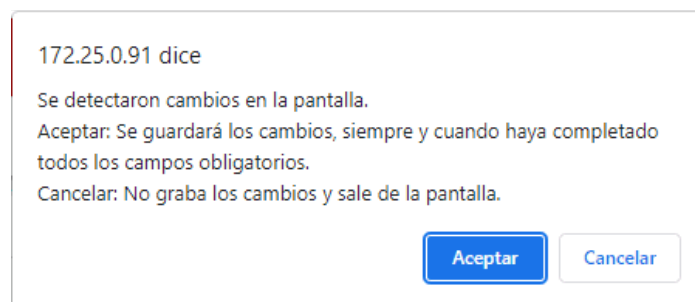 172.25.0.91 dice
Se detectaron cambios en la pantalla.
Aceptar: Se guardará los cambios, siempre y cuando haya completado
todos los campos obligatorios.
Cancelar: No graba los cambios y sale de la pantalla.
Aceptar
Cancelar